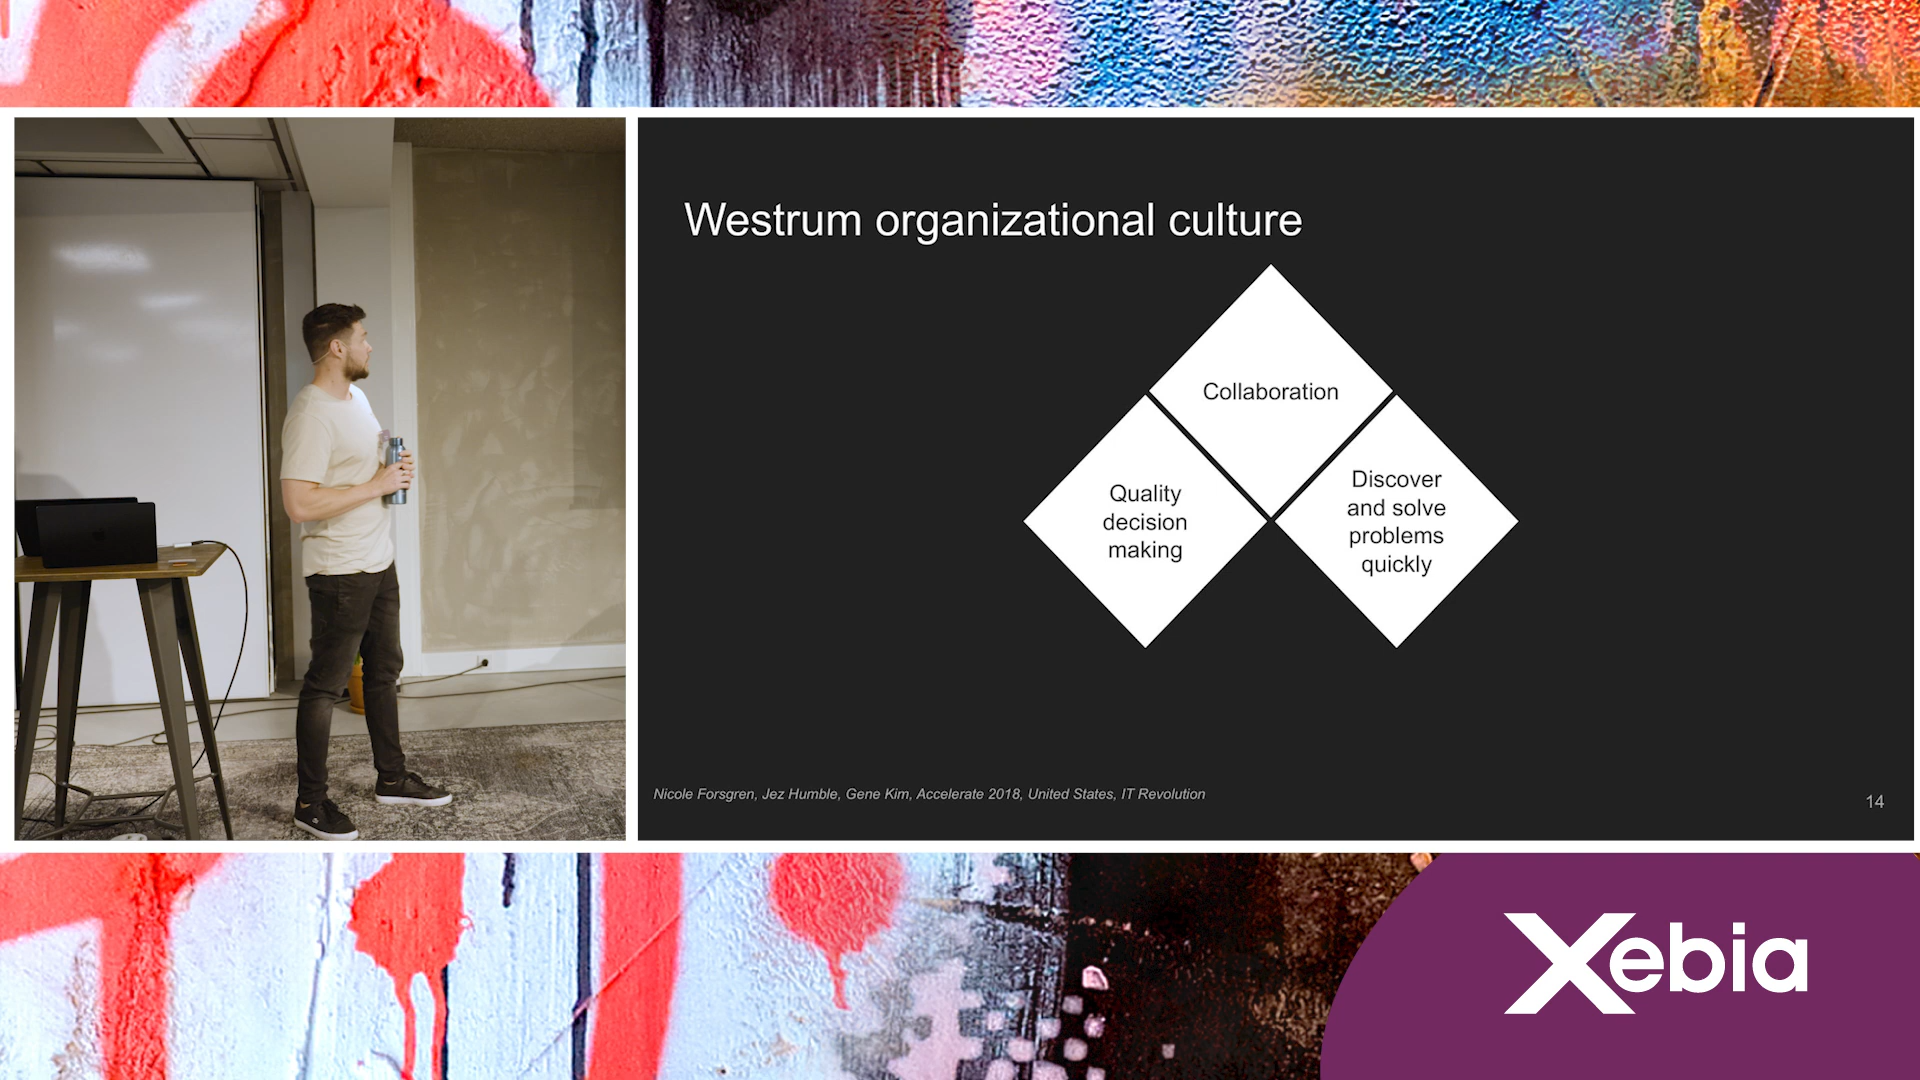 Westrum organizational culture
Collaboration
Quality
decision
making
Discover
and solve
problems
quickly
Nicole Forsgren, Jez Humble, Gene Kim, Accelerate 2018, United States, IT Revolution
14
Xebia